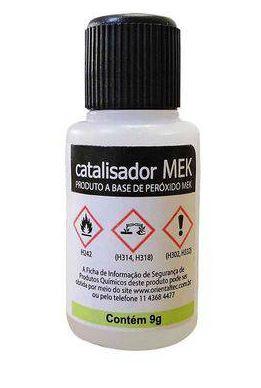 catalisador MEK
PRODUTO A BASE DE PERÓXIDO MEK
H242
(H314, H318)
(H302, H332)
A Ficha de Informação de Segurança de
Produtos Químicos deste produto pode ser
obtida por meio do site www.orientaltec.com.br
ou pelo telefone 11 4368 4477
Contém 9g